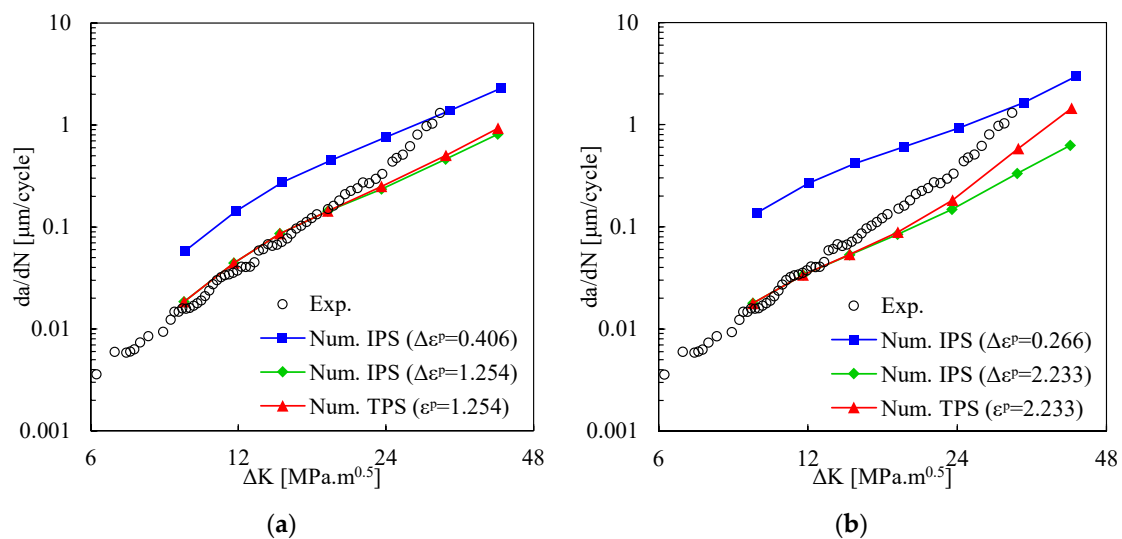 10
1
0.1
0.01
0.001
da/dN [µm/cycle]
Exp.
Num. IPS (Δεᵖ=0.406)
Num. IPS (Δεᵖ=1.254)
Num. TPS (εᵖ=1.254)
6 12 24 48
ΔK [MPa.m⁰·⁵]
(a)
10
1
0.1
0.01
0.001
da/dN [µm/cycle]
Exp.
Num. IPS (Δεᵖ=0.266)
Num. IPS (Δεᵖ=2.233)
Num. TPS (εᵖ=2.233)
6 12 24 48
ΔK [MPa.m⁰·⁵]
(b)